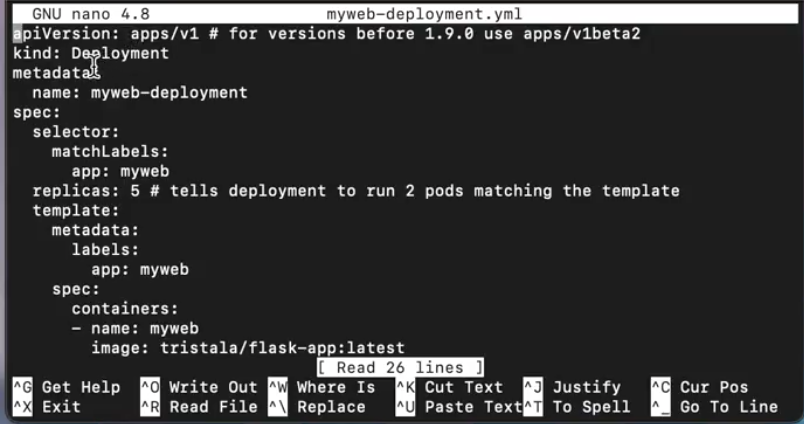 GNU nano 4.8 myweb-deployment.yml
apiVersion: apps/v1 # for versions before 1.9.0 use apps/v1beta2
kind: Deployment
metadata:
  name: myweb-deployment
spec:
  selector:
    matchLabels:
      app: myweb
  replicas: 5 # tells deployment to run 2 pods matching the template
  template:
    metadata:
      labels:
        app: myweb
    spec:
      containers:
      - name: myweb
        image: tristala/flask-app:latest
[ Read 26 lines ]
^G Get Help ^O Write Out ^W Where Is ^K Cut Text ^J Justify ^C Cur Pos
^X Exit ^R Read File ^\ Replace ^U Paste Text ^T To Spell ^_ Go To Line